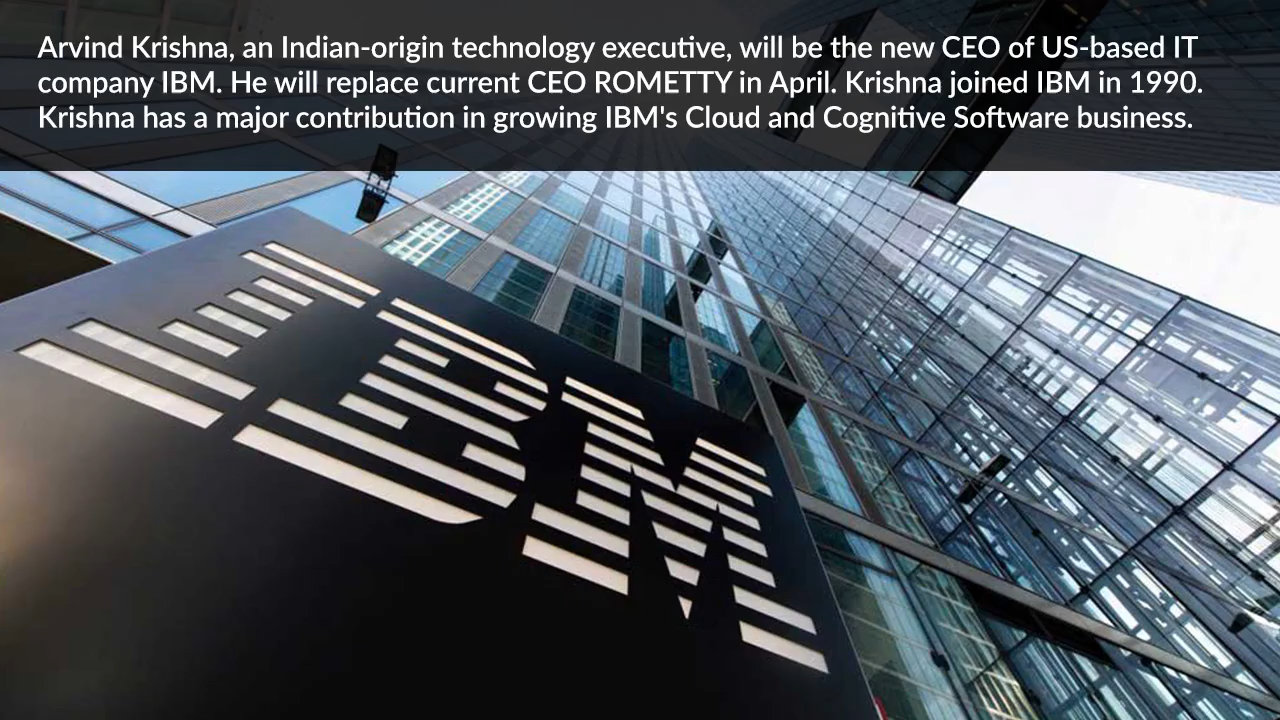 Arvind Krishna, an Indian-origin technology executive, will be the new CEO of US-based IT
company IBM. He will replace current CEO ROMETTY in April. Krishna joined IBM in 1990.
Krishna has a major contribution in growing IBM's Cloud and Cognitive Software business.
IBM